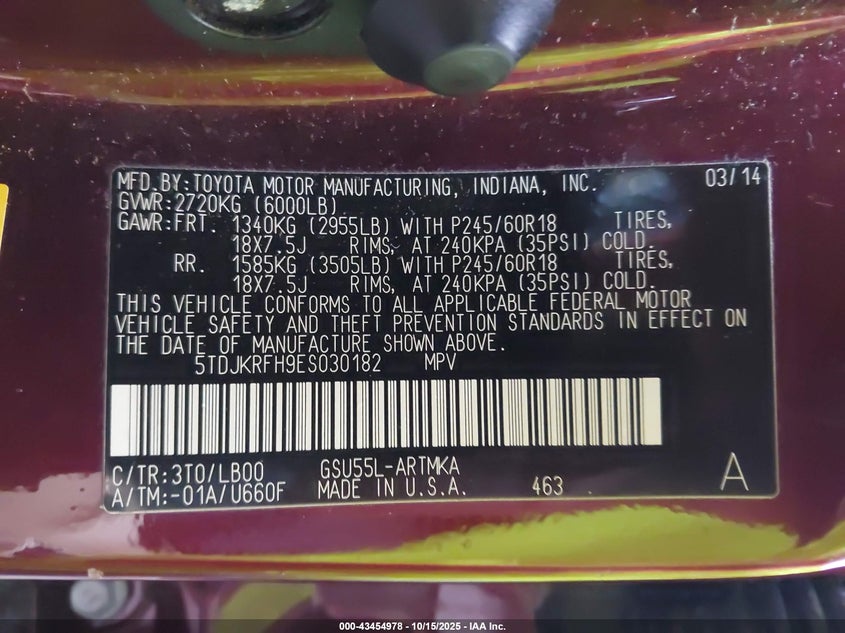 MFD.BY:TOYOTA MOTOR MANUFACTURING, INDIANA, INC. 03/14
GVWR:2720KG (6000LB)
GAWR:FRT. 1340KG (2955LB) WITH P245/60R18 TIRES,
18X7.5J RIMS, AT 240KPA (35PSI) COLD.
RR. 1585KG (3505LB) WITH P245/60R18 TIRES,
18X7.5J RIMS, AT 240KPA (35PSI) COLD.
THIS VEHICLE CONFORMS TO ALL APPLICABLE FEDERAL MOTOR
VEHICLE SAFETY AND THEFT PREVENTION STANDARDS IN EFFECT ON
THE DATE OF MANUFACTURE SHOWN ABOVE.
5TDJKRFH9ES030182 MPV
C/TR:3T0/LB00 GSU55L-ARTMKA
A/TM:-01A/U660F MADE IN U.S.A. 463 A
000-43454978 - 10/15/2025 - IAA Inc.